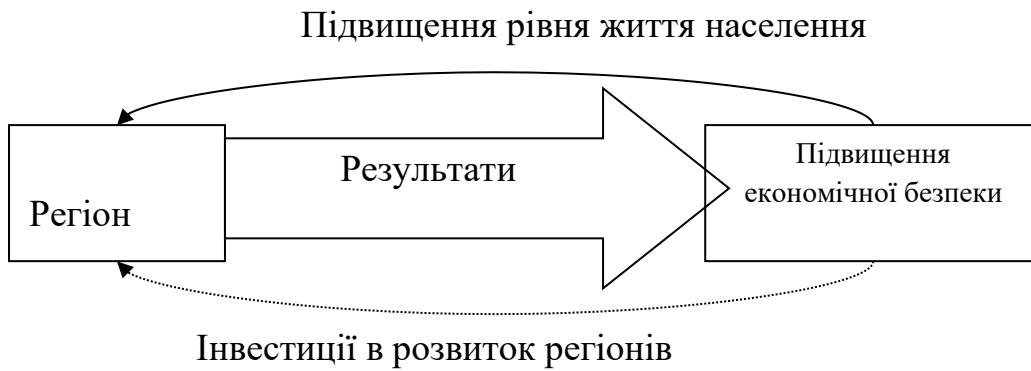 Підвищення рівня життя населення
Результати
Підвищення
економічної безпеки
Регіон
Інвестиції в розвиток регіонів